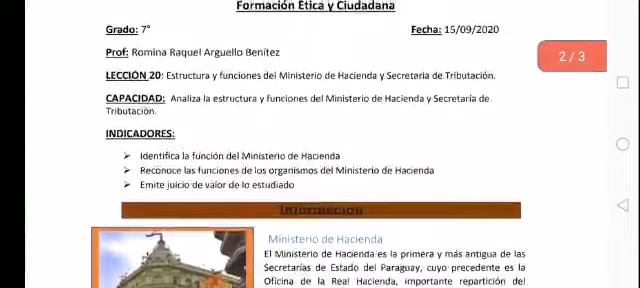 Formación Ética y Ciudadana
Grado: 7° Fecha: 15/09/2020
Prof: Romina Raquel Arguello Benítez
2 / 3
LECCIÓN 20: Estructura y funciones del Ministerio de Hacienda y Secretaria de Tributación.
CAPACIDAD: Analiza la estructura y funciones del Ministerio de Hacienda y Secretaría de
Tributación.
INDICADORES:
➢ Identifica la función del Ministerio de Hacienda
➢ Reconoce las funciones de los organismos del Ministerio de Hacienda
➢ Emite juicio de valor de lo estudiado
Información
Ministerio de Hacienda
El Ministerio de Hacienda es la primera y más antigua de las
Secretarías de Estado del Paraguay, cuyo precedente es la
Oficina de la Real Hacienda, importante repartición del